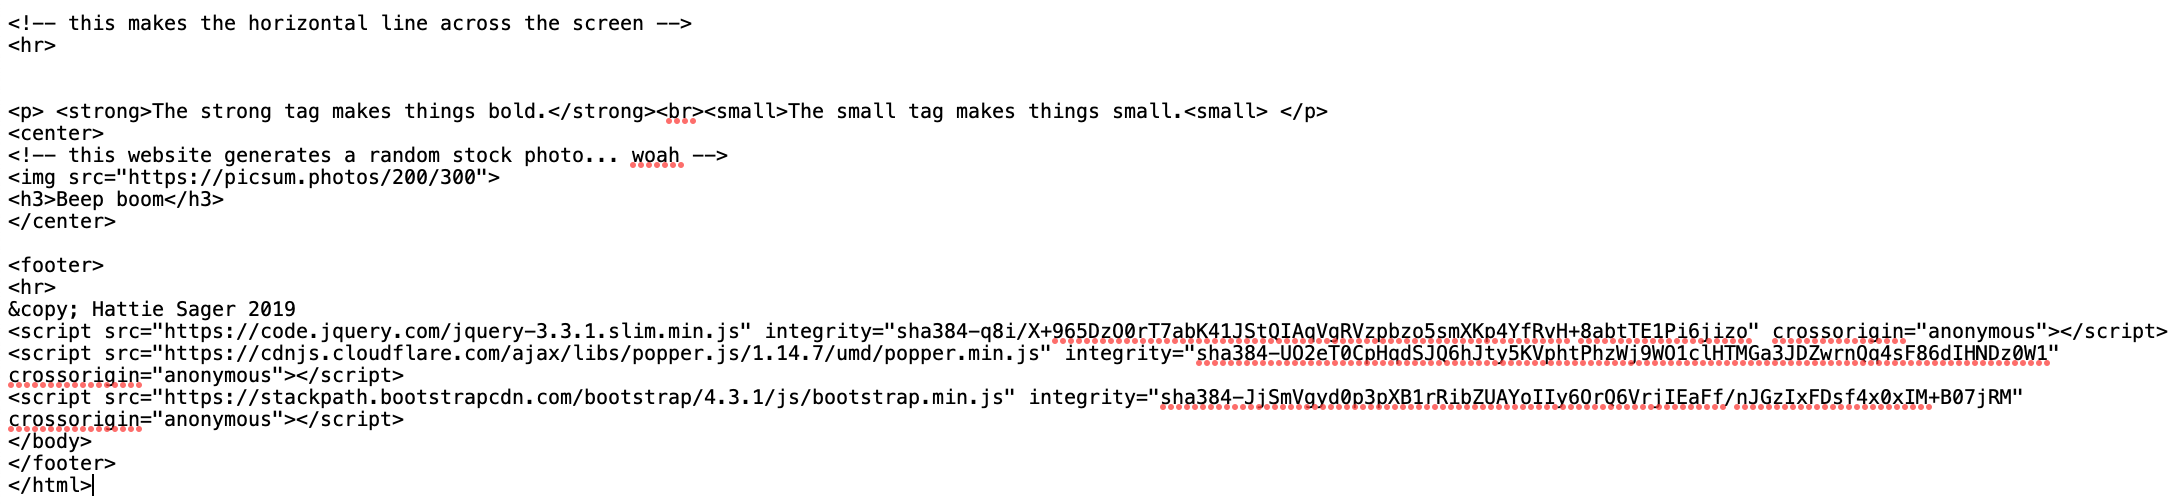 <!-- this makes the horizontal line across the screen -->
<hr>
<p> <strong>The strong tag makes things bold.</strong><br><small>The small tag makes things small.<small> </p>
<center>
<!-- this website generates a random stock photo... woah -->
<img src="https://picsum.photos/200/300">
<h3>Beep boom</h3>
</center>
<footer>
<hr>
&copy; Hattie Sager 2019
<script src="https://code.jquery.com/jquery-3.3.1.slim.min.js" integrity="sha384-q8i/X+965DzO0rT7abK41JStQIAqVgRVzpbzo5smXKp4YfRvH+8abtTE1Pi6jizo" crossorigin="anonymous"></script>
<script src="https://cdnjs.cloudflare.com/ajax/libs/popper.js/1.14.7/umd/popper.min.js" integrity="sha384-UO2eT0CpHqdSJQ6hJty5KVphtPhzWj9WO1clHTMGa3JDZwrnQq4sF86dIHNDz0W1"
crossorigin="anonymous"></script>
<script src="https://stackpath.bootstrapcdn.com/bootstrap/4.3.1/js/bootstrap.min.js" integrity="sha384-JjSmVgyd0p3pXB1rRibZUAYoIIy6OrQ6VrjIEaFf/nJGzIxFDsf4x0xIM+B07jRM"
crossorigin="anonymous"></script>
</body>
</footer>
</html>